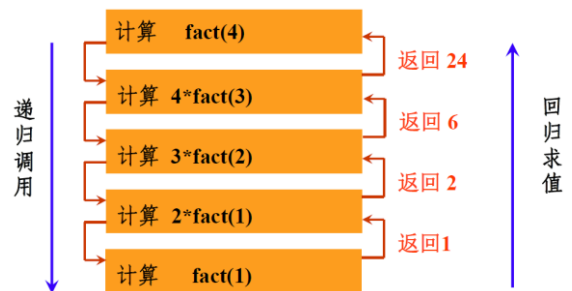 计算 fact(4)
返回 24
计算 4*fact(3)
返回 6
计算 3*fact(2)
返回 2
计算 2*fact(1)
返回1
计算 fact(1)
递归调用
回归求值